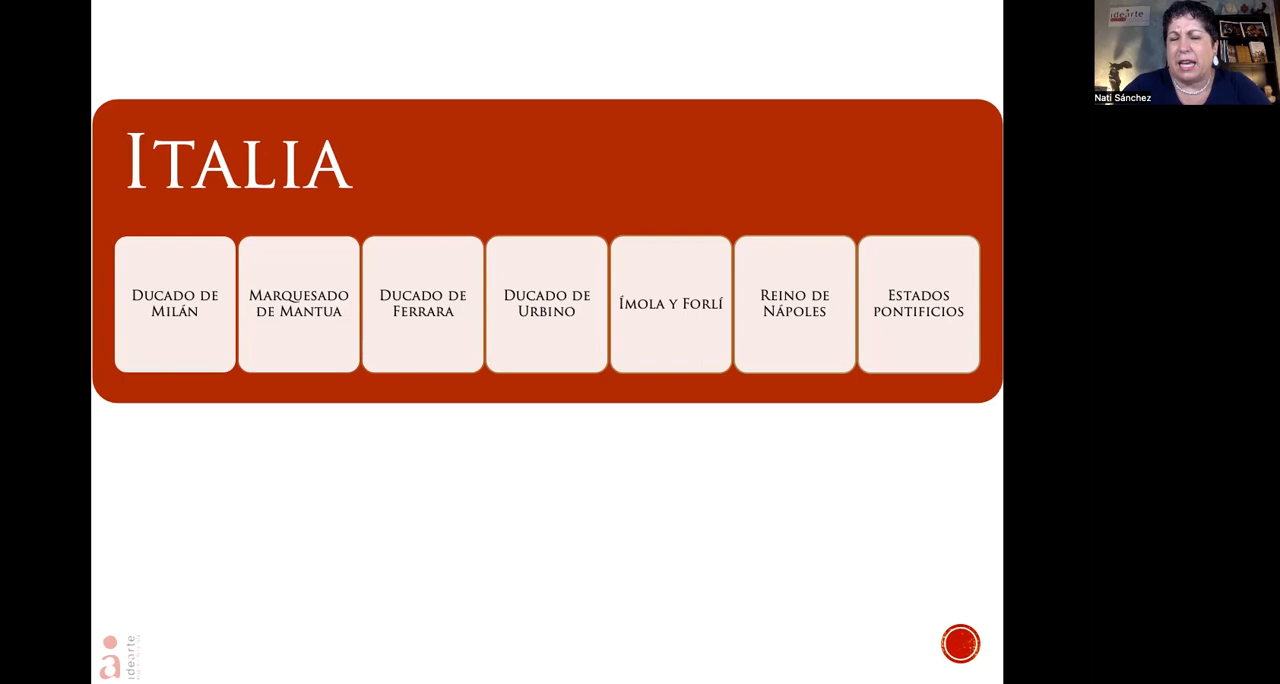 Italia
Ducado de
Milán
Marquesado
de Mantua
Ducado de
Ferrara
Ducado de
Urbino
Ímola y Forlí
Reino de
Nápoles
Estados
pontificios
idearte
Nati Sánchez
idearte